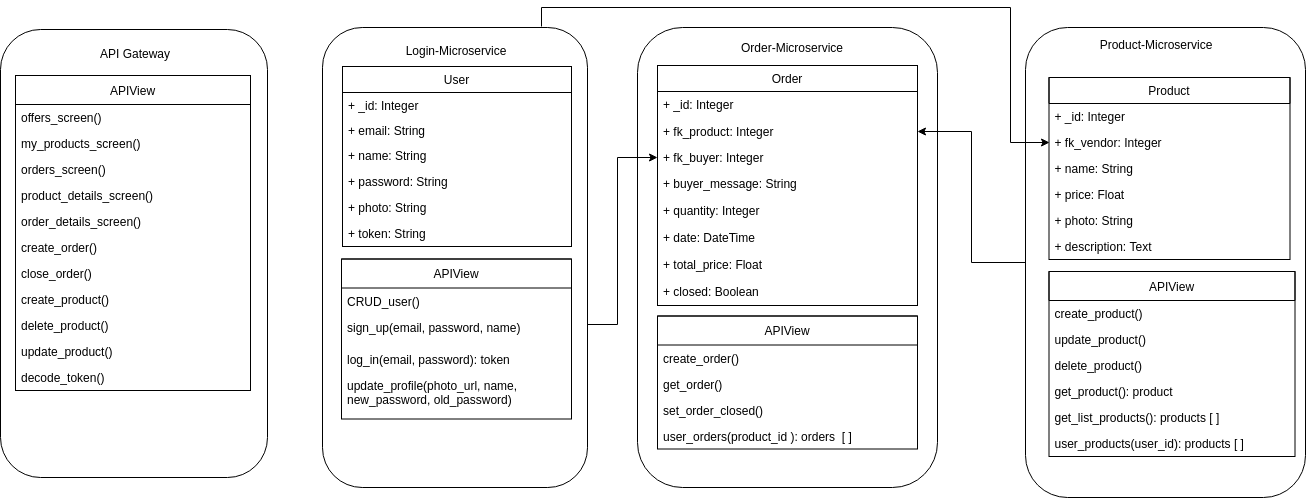 API Gateway
APIView
offers_screen()
my_products_screen()
orders_screen()
product_details_screen()
order_details_screen()
create_order()
close_order()
create_product()
delete_product()
update_product()
decode_token()
Login-Microservice
User
+ _id: Integer
+ email: String
+ name: String
+ password: String
+ photo: String
+ token: String
APIView
CRUD_user()
sign_up(email, password, name)
log_in(email, password): token
update_profile(photo_url, name,
new_password, old_password)
Order-Microservice
Order
+ _id: Integer
+ fk_product: Integer
+ fk_buyer: Integer
+ buyer_message: String
+ quantity: Integer
+ date: DateTime
+ total_price: Float
+ closed: Boolean
APIView
create_order()
get_order()
set_order_closed()
user_orders(product_id ): orders [ ]
Product-Microservice
Product
+ _id: Integer
+ fk_vendor: Integer
+ name: String
+ price: Float
+ photo: String
+ description: Text
APIView
create_product()
update_product()
delete_product()
get_product(): product
get_list_products(): products [ ]
user_products(user_id): products [ ]